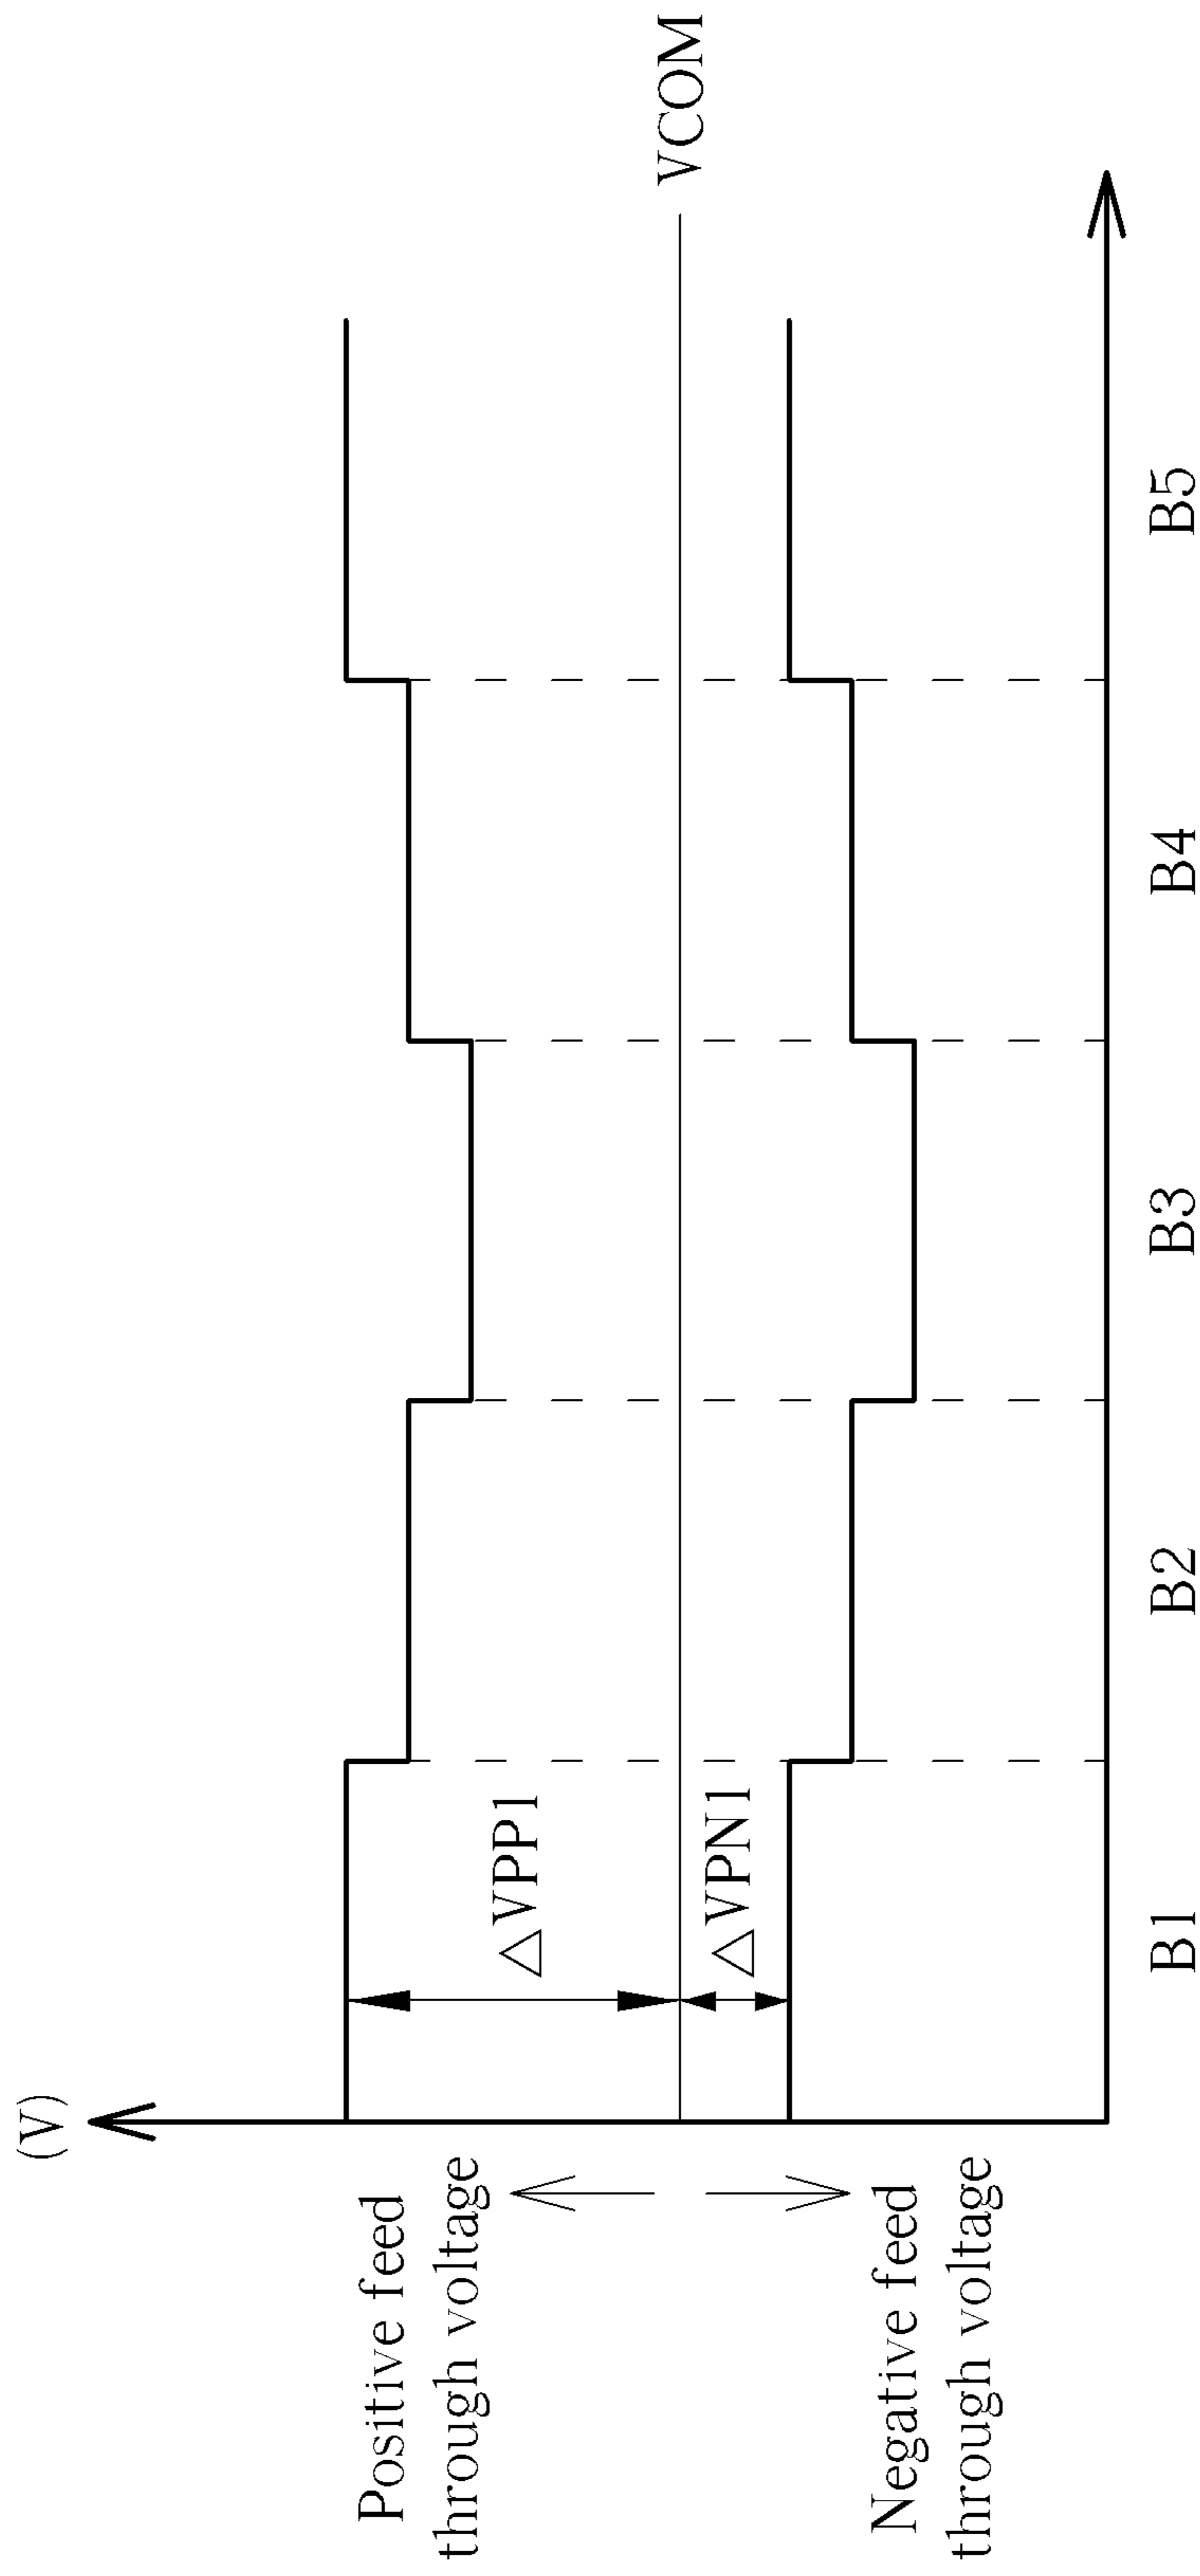 (V)
Positive feed
through voltage
△VPP1
VCOM
△VPN1
Negative feed
through voltage
B1 B2 B3 B4 B5